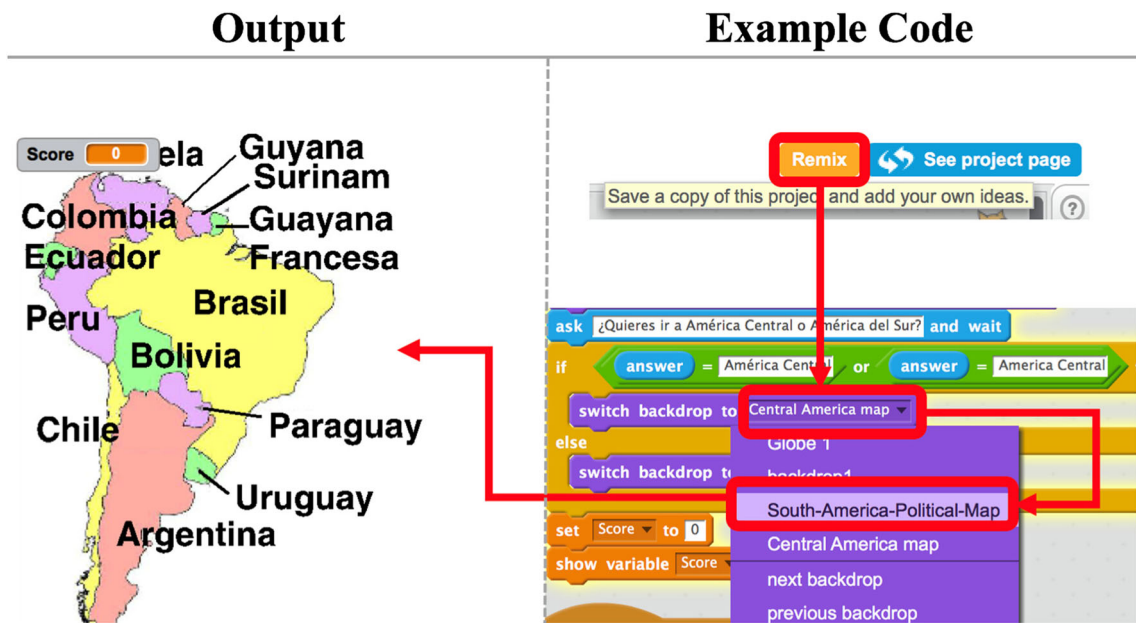 Output
Example Code
Score 0
ela
Guyana
Surinam
Colombia
Guayana
Francesa
Ecuador
Brasil
Peru
Bolivia
Chile
Paraguay
Uruguay
Argentina
Remix
See project page
Save a copy of this project and add your own ideas.
?
ask ¿Quieres ir a América Central o América del Sur? and wait
if answer = América Central or answer = America Central
switch backdrop to Central America map
Globe 1
else
switch backdrop to
backdrop1
South-America-Political-Map
set Score to 0
Central America map
show variable Score
next backdrop
previous backdrop